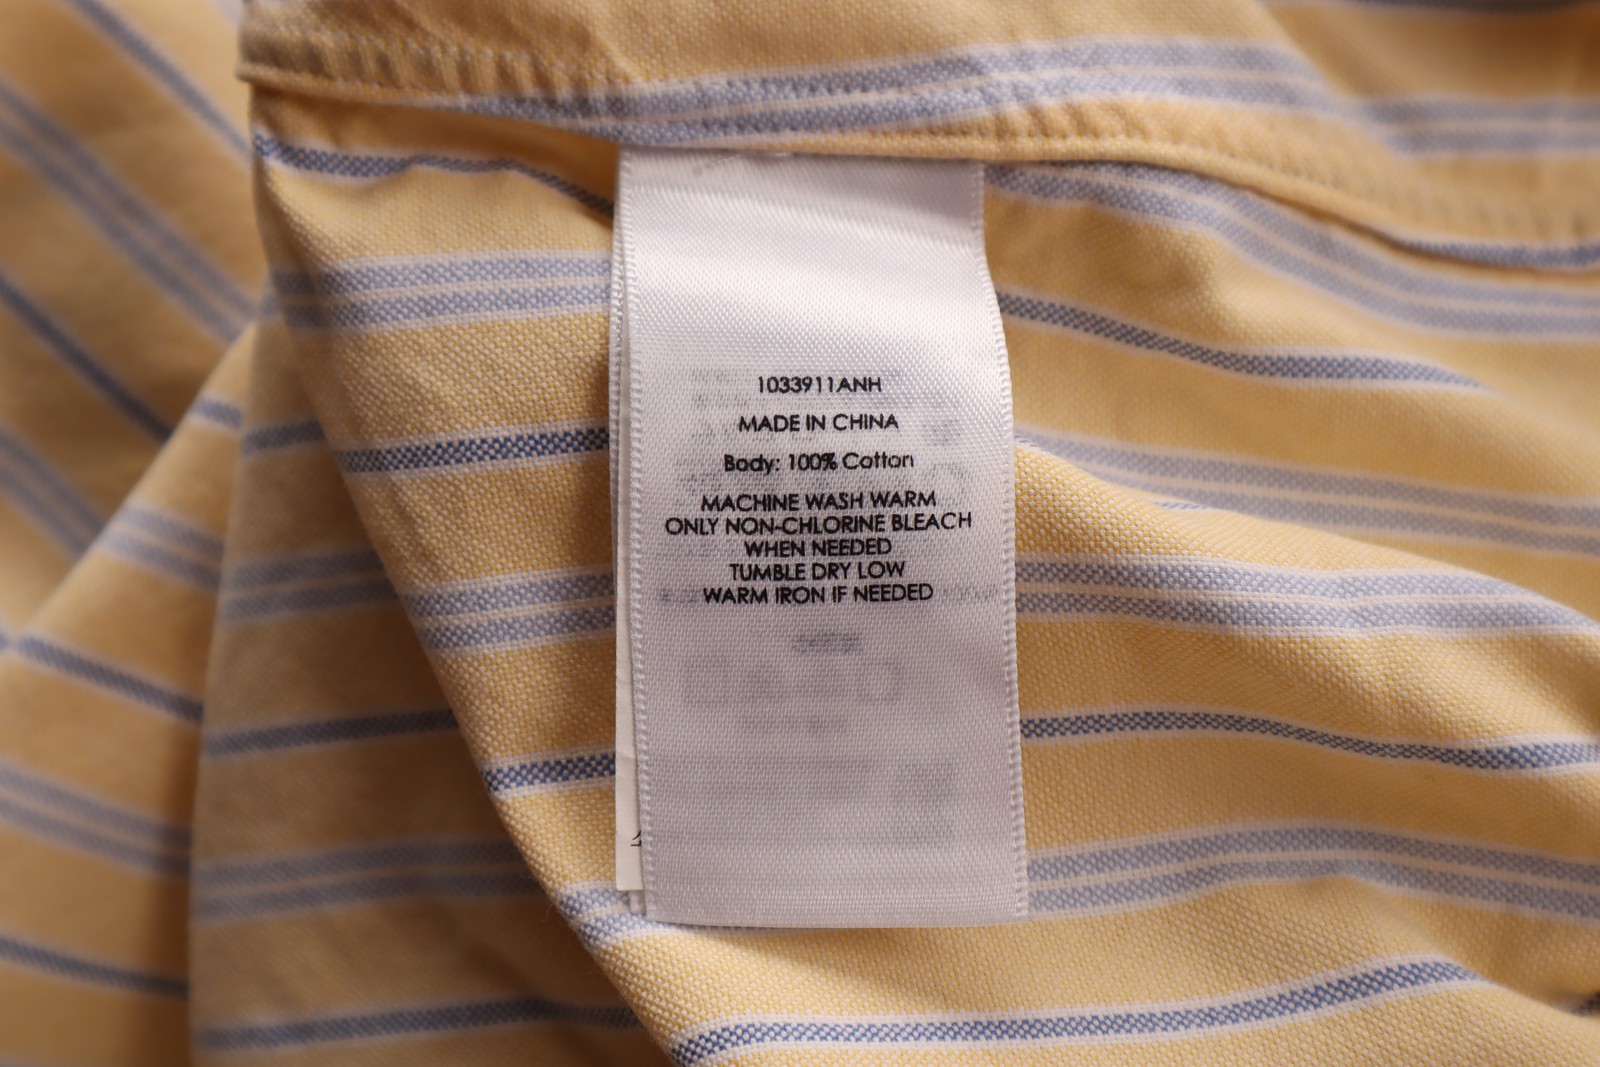 1033911ANH
MADE IN CHINA
Body: 100% Cotton
MACHINE WASH WARM
ONLY NON-CHLORINE BLEACH
WHEN NEEDED
TUMBLE DRY LOW
WARM IRON IF NEEDED